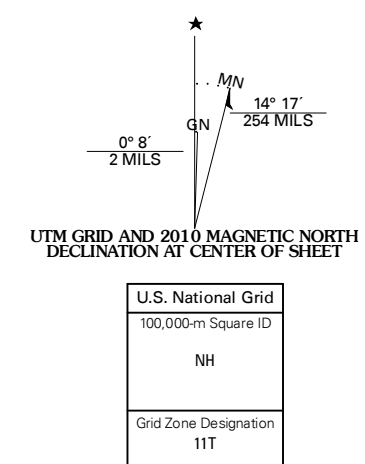 MN
GN
14° 17´
254 MILS
0° 8´
2 MILS
UTM GRID AND 2010 MAGNETIC NORTH
DECLINATION AT CENTER OF SHEET
U.S. National Grid
100,000-m Square ID
NH
Grid Zone Designation
11T